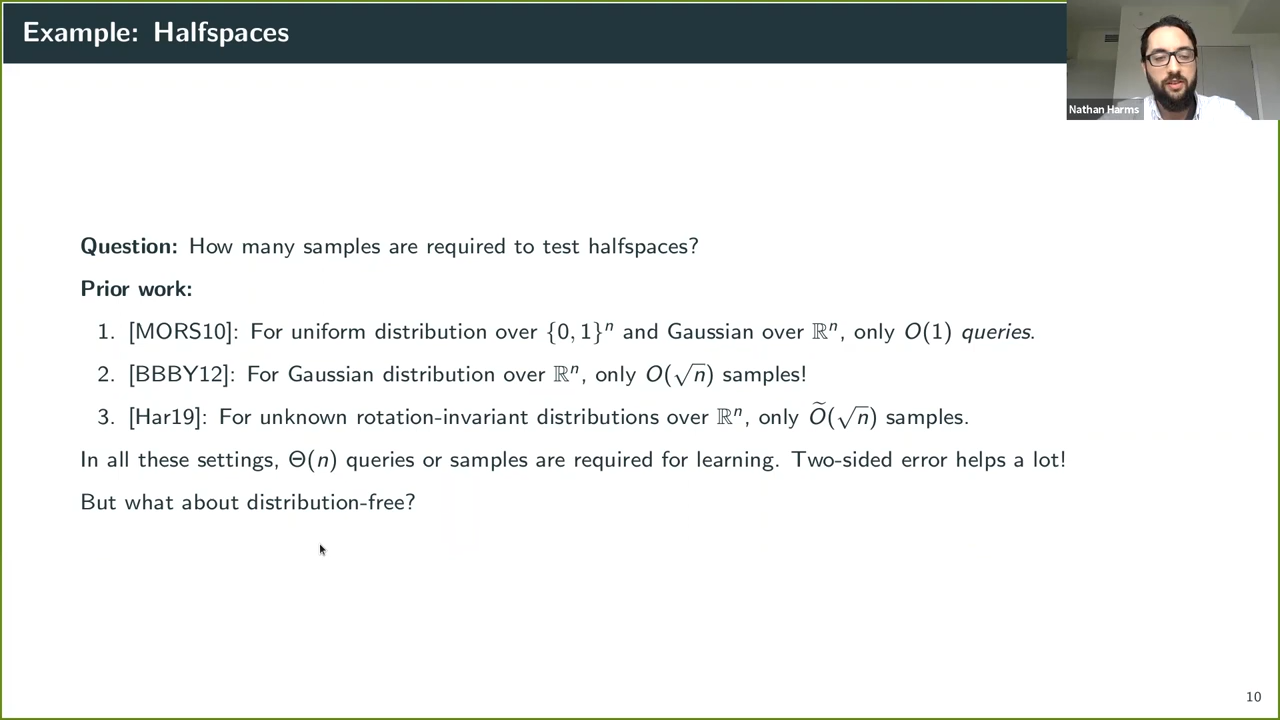 Example: Halfspaces
Nathan Harms
Question: How many samples are required to test halfspaces?
Prior work:
1. [MORS10]: For uniform distribution over {0, 1}ⁿ and Gaussian over ℝⁿ, only O(1) queries.
2. [BBBY12]: For Gaussian distribution over ℝⁿ, only O(√n) samples!
3. [Har19]: For unknown rotation-invariant distributions over ℝⁿ, only Õ(√n) samples.
In all these settings, Θ(n) queries or samples are required for learning. Two-sided error helps a lot!
But what about distribution-free?
10